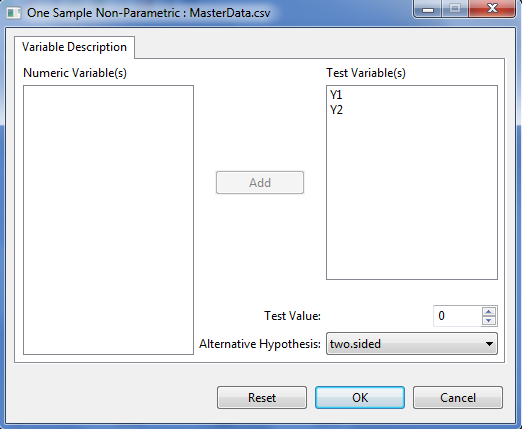 One Sample Non-Parametric : MasterData.csv
Variable Description
Numeric Variable(s)
Test Variable(s)
Y1
Y2
Add
Test Value:
0
Alternative Hypothesis:
two.sided
Reset
OK
Cancel